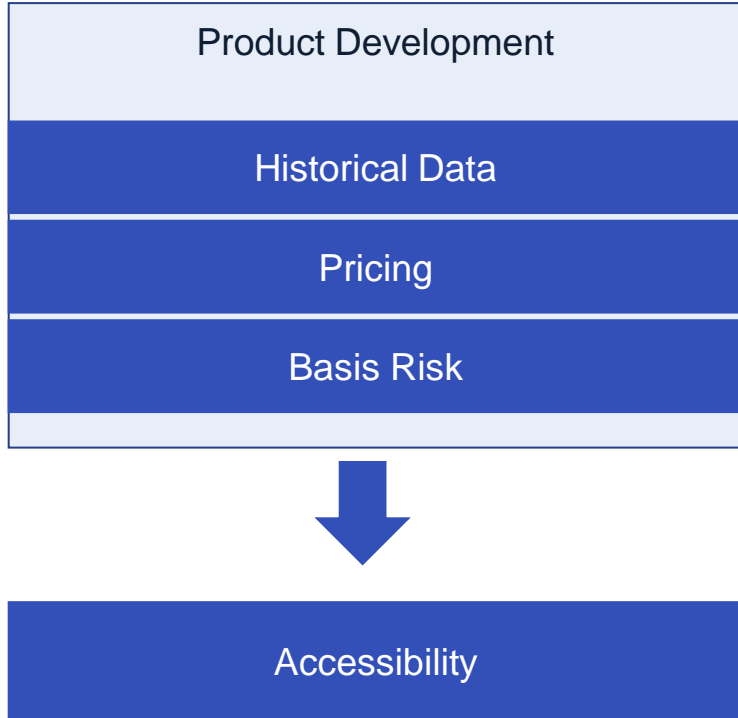 Product Development
Historical Data
Pricing
Basis Risk
Accessibility